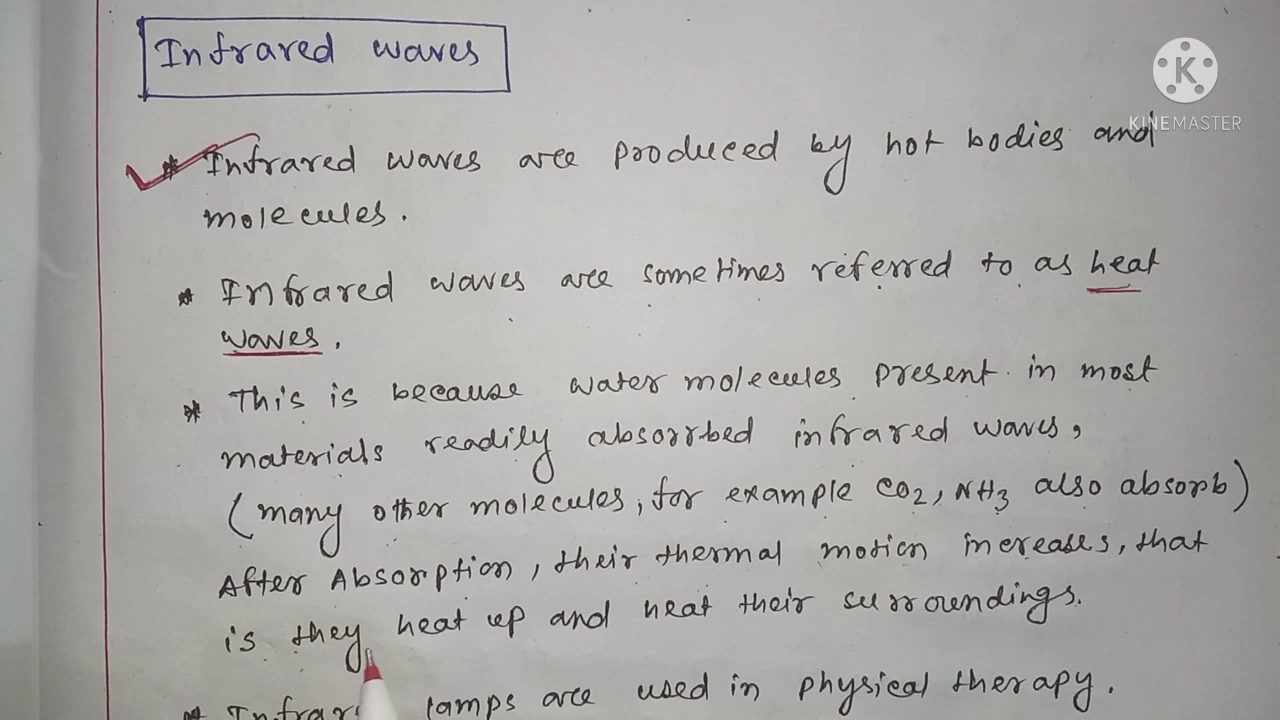 Infrared waves
K
KINEMASTER
* Infrared waves are produced by hot bodies and
molecules.
* Infrared waves are sometimes referred to as heat
waves.
* This is because water molecules present in most
materials readily absorrbed infrared waves,
(many other molecules, for example CO2, NH3 also absorb)
After Absorption, their thermal motion increases, that
is they heat up and heat their surroundings.
* Infrar lamps are used in physical therapy.